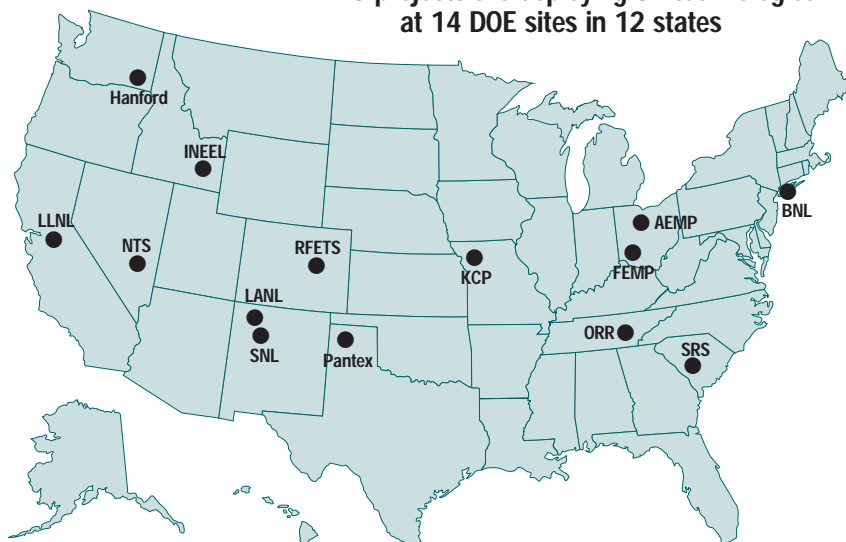 at 14 DOE sites in 12 states
Hanford
INEEL
LLNL
NTS
RFETS
LANL
SNL
Pantex
KCP
AEMP
FEMP
BNL
ORR
SRS